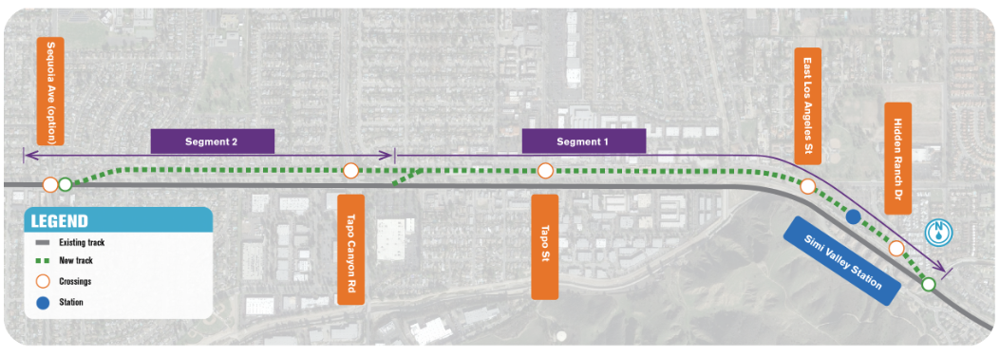 Sequoia Ave (option)
Segment 2
Segment 1
East Los Angeles St
Hidden Ranch Dr
Tapo Canyon Rd
Tapo St
Simi Valley Station
N
LEGEND
Existing track
New track
Crossings
Station